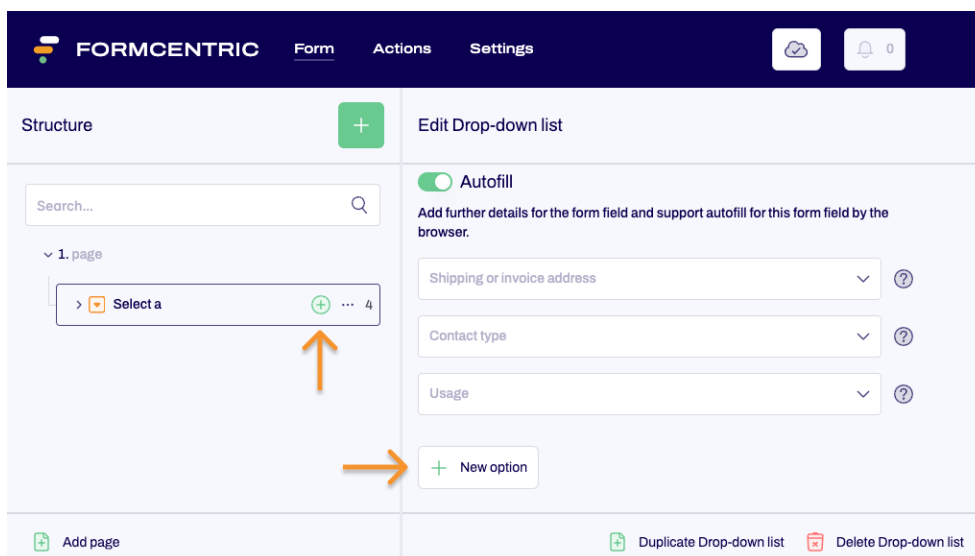 FORMCENTRIC Form Actions Settings 0
Structure
Edit Drop-down list
Search...
1. page
Select a ... 4
Autofill
Add further details for the form field and support autofill for this form field by the
browser.
Shipping or invoice address ?
Contact type ?
Usage ?
New option
Add page
Duplicate Drop-down list Delete Drop-down list